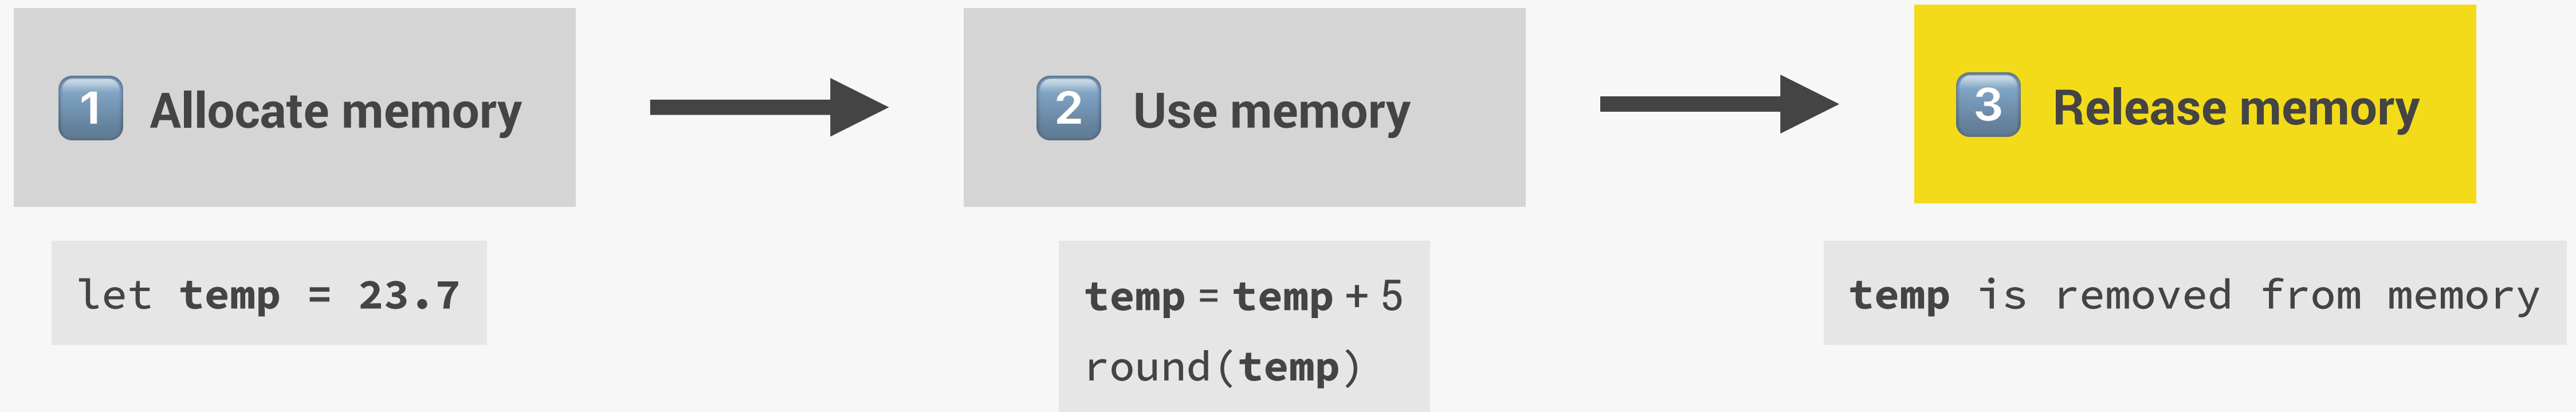 1 Allocate memory
2 Use memory
3 Release memory
let temp = 23.7
temp = temp + 5
round(temp)
temp is removed from memory